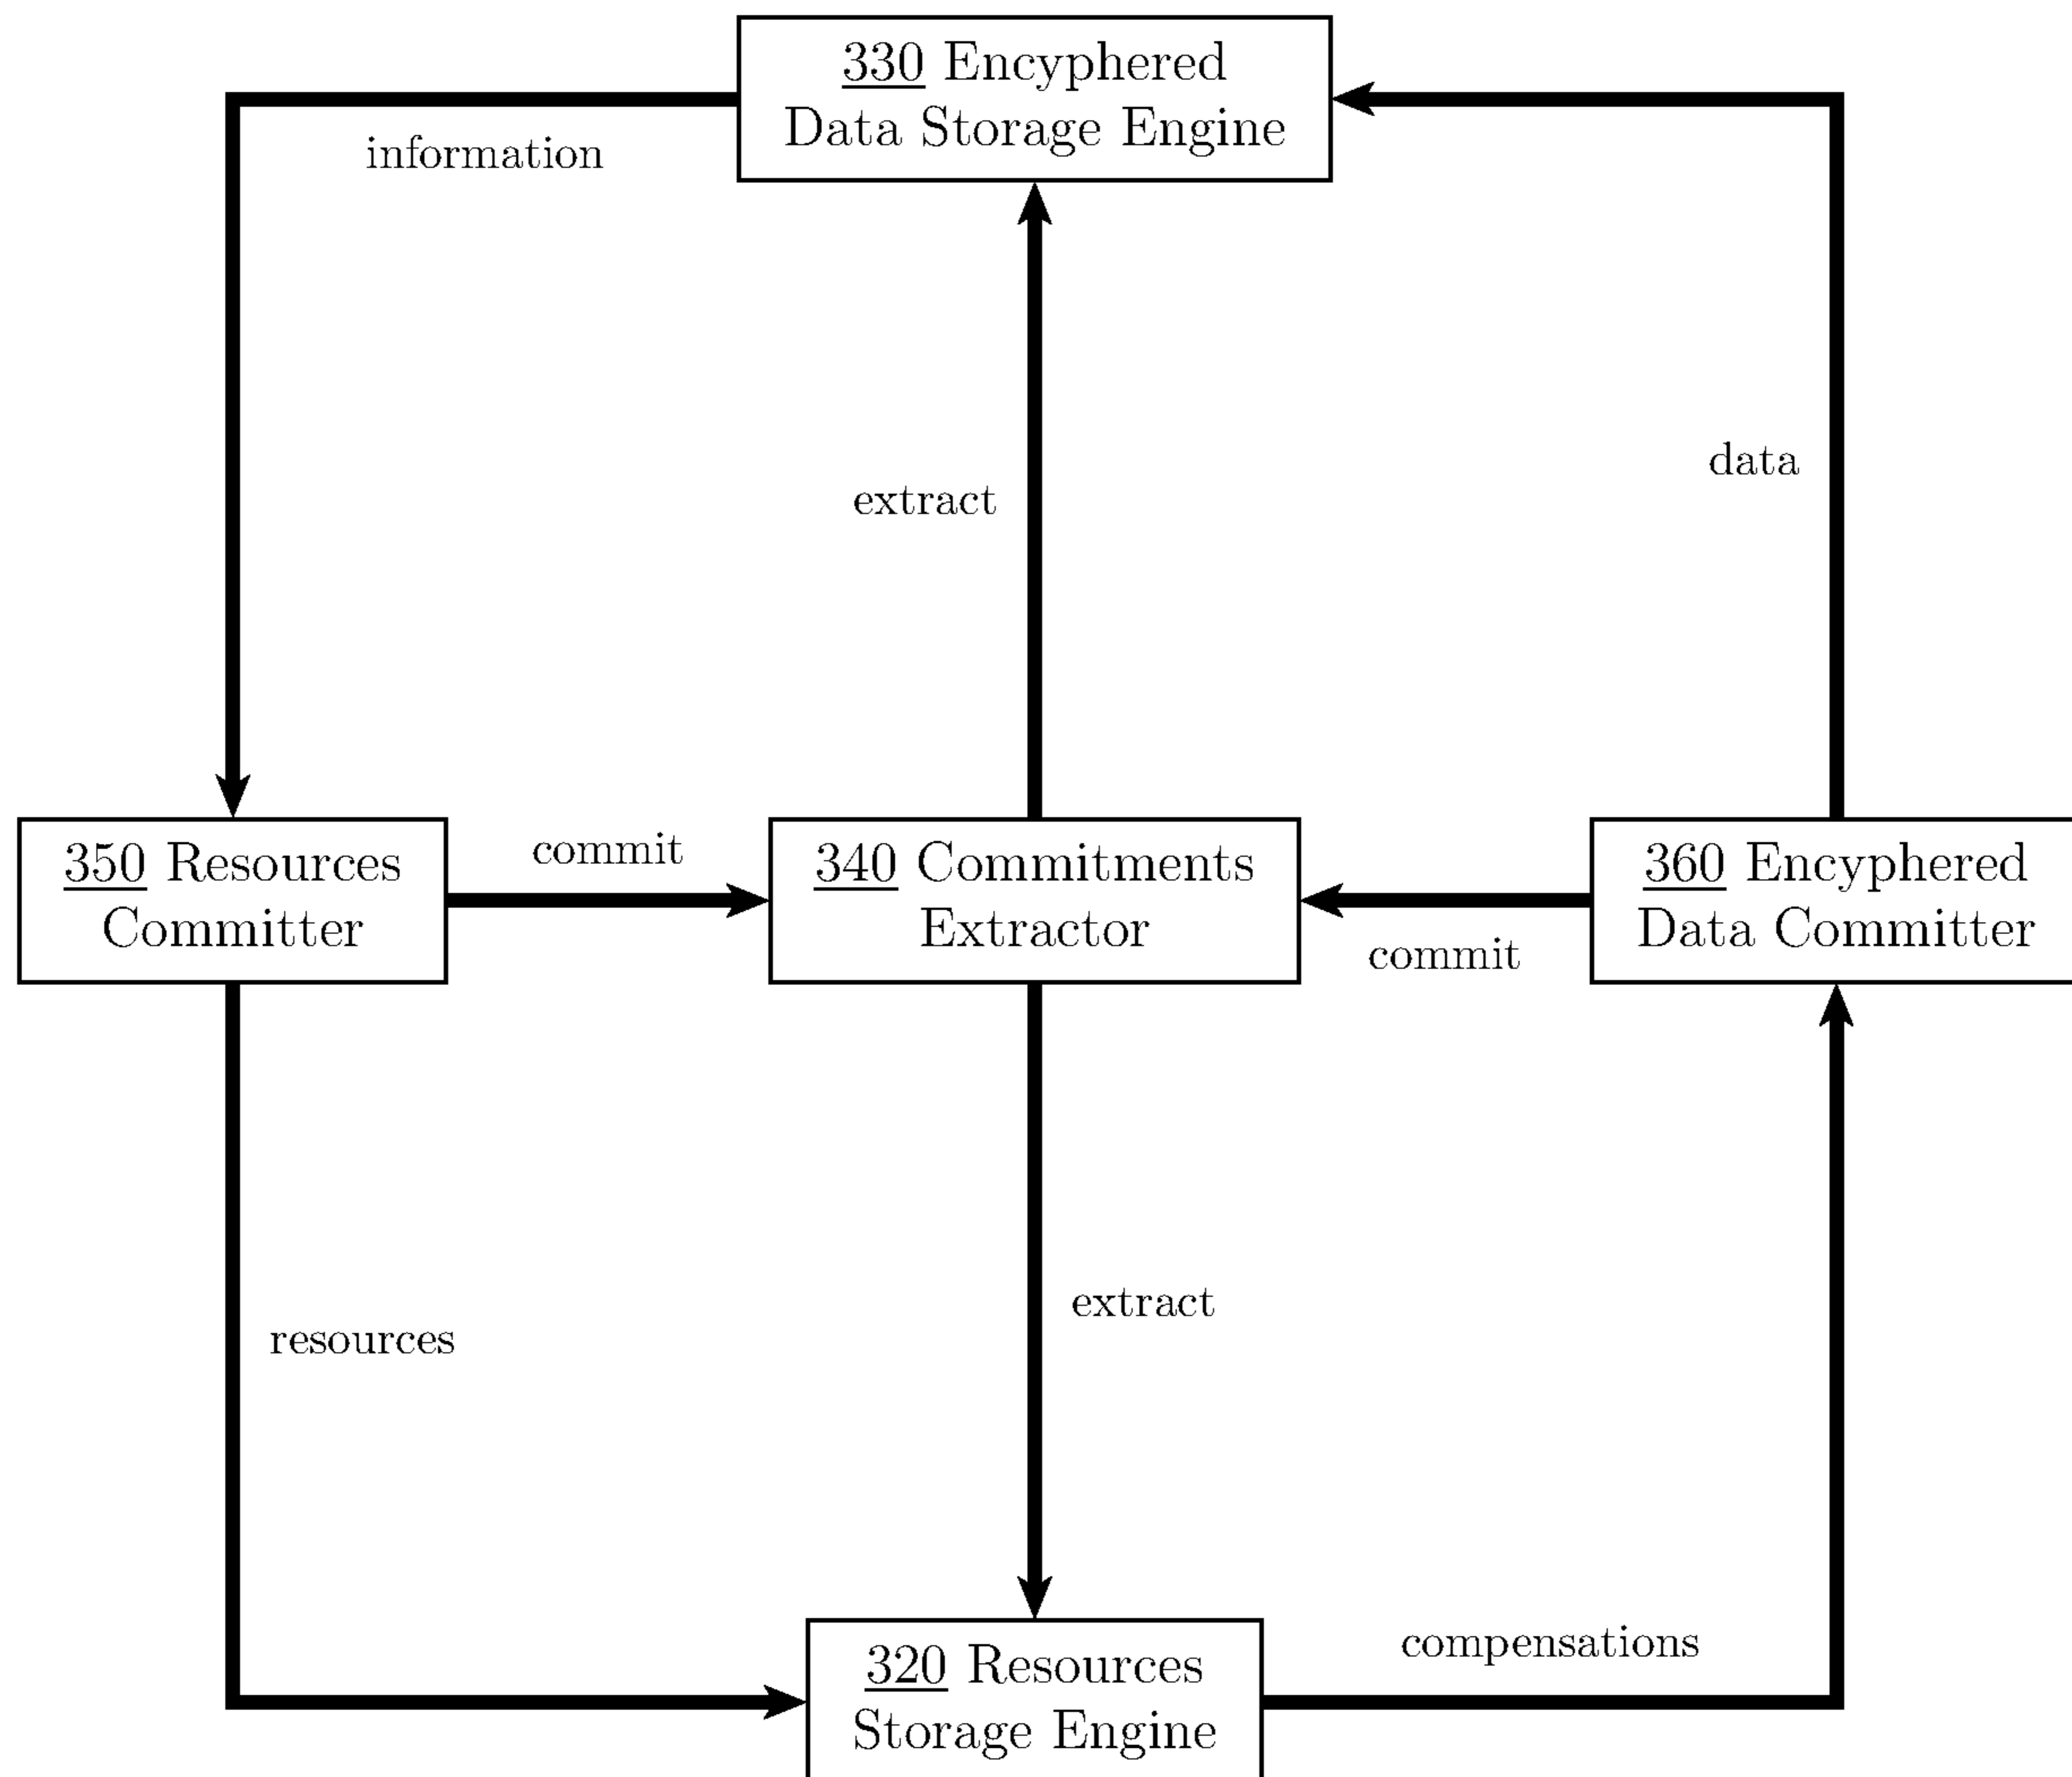 330 Encyphered
Data Storage Engine
information
data
extract
350 Resources
Committer
commit
340 Commitments
Extractor
commit
360 Encyphered
Data Committer
extract
resources
320 Resources
Storage Engine
compensations